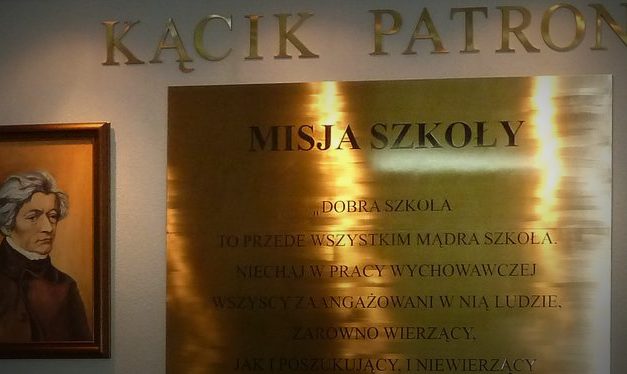 KĄCIK PATRON
MISJA SZKOŁY
„DOBRA SZKOŁA
TO PRZEDE WSZYSTKIM MĄDRA SZKOŁA.
NIECHAJ W PRACY WYCHOWAWCZEJ
WSZYSCY ZAANGAŻOWANI W NIĄ LUDZIE,
ZARÓWNO WIERZĄCY,
JAK I POSZUKUJĄCY, I NIEWIERZĄCY